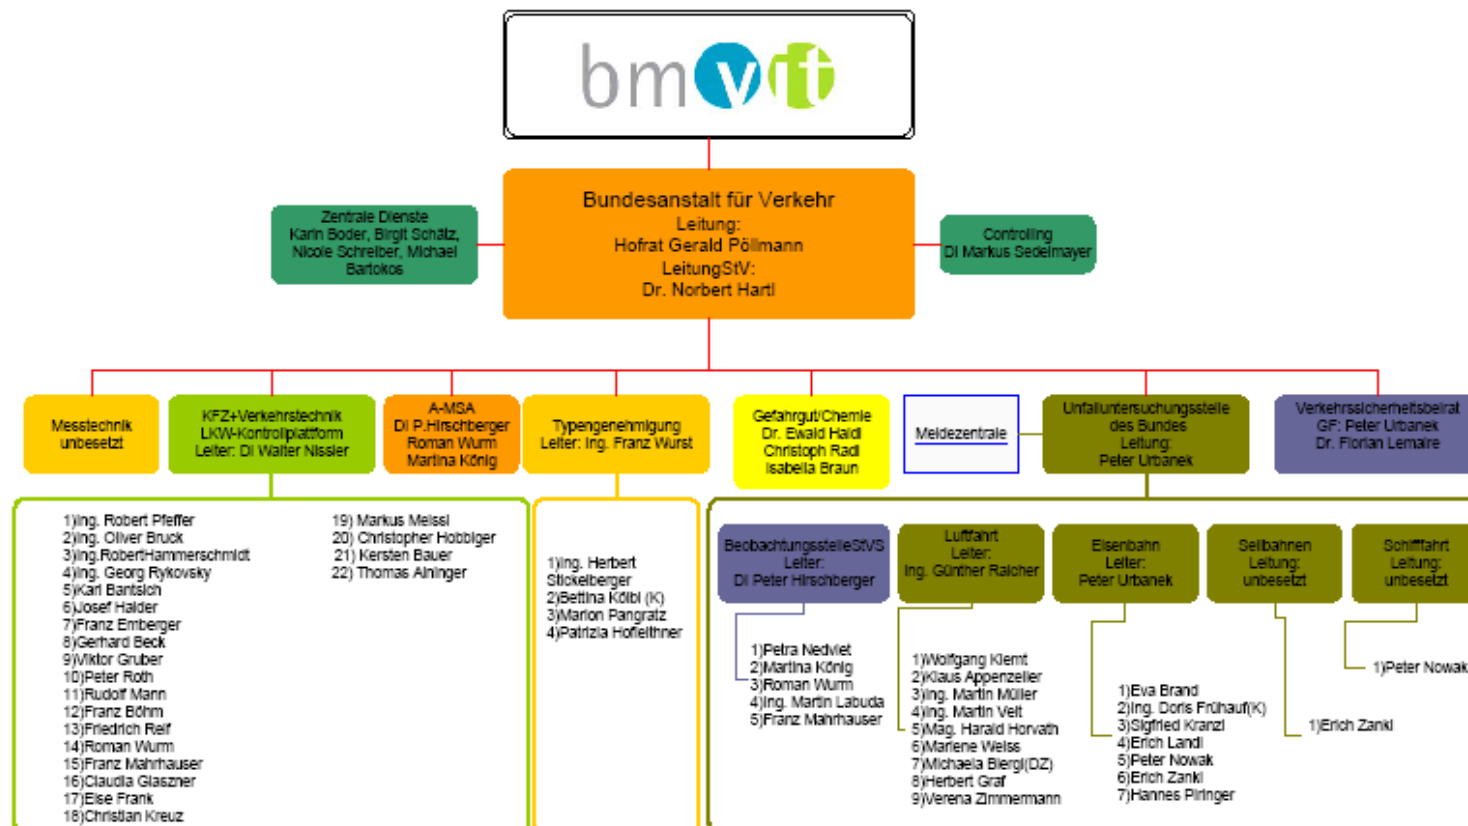 bmvit
Bundesanstalt für Verkehr
Leitung:
Hofrat Gerald Pöllmann
LeitungStV:
Dr. Norbert Hartl
Zentrale Dienste
Karin Boder, Birgit Schätz,
Nicole Schreiber, Michael
Bartokos
Controlling
DI Markus Sedelmayer
Messtechnik
unbesetzt
KFZ+Verkehrstechnik
LKW-Kontrollplattform
Leiter: DI Walter Nissler
A-MSA
DI P.Hirschberger
Roman Wurm
Martina König
Typengenehmigung
Leiter: Ing. Franz Wurst
Gefahrgut/Chemie
Dr. Ewald Haidl
Christoph Radl
Isabella Braun
Meldezentrale
Unfalluntersuchungsstelle
des Bundes
Leitung:
Peter Urbanek
Verkehrssicherheitsbeirat
GF: Peter Urbanek
Dr. Florian Lemaire
1)Ing. Robert Pfeffer
2)Ing. Oliver Bruck
3)Ing.RobertHammerschmidt
4)Ing. Georg Rykovsky
5)Karl Bantsich
6)Josef Haider
7)Franz Emberger
8)Gerhard Beck
9)Viktor Gruber
10)Peter Roth
11)Rudolf Mann
12)Franz Böhm
13)Friedrich Reif
14)Roman Wurm
15)Franz Mahrhauser
16)Claudia Glaszner
17)Else Frank
18)Christian Kreuz
19) Markus Meissl
20) Christopher Hobbiger
21) Kersten Bauer
22) Thomas Aininger
1)Ing. Herbert
Stickelberger
2)Bettina Kölbl (K)
3)Marion Pangratz
4)Patrizia Hofleithner
BeobachtungsstelleStVS
Leiter:
DI Peter Hirschberger
1)Petra Nedviet
2)Martina König
3)Roman Wurm
4)Ing. Martin Labuda
5)Franz Mahrhauser
Luftfahrt
Leiter:
Ing. Günther Raicher
1)Wolfgang Klemt
2)Klaus Appenzeller
3)Ing. Martin Müller
4)Ing. Martin Veit
5)Mag. Harald Horvath
6)Marlene Weiss
7)Michaela Biergl(DZ)
8)Herbert Graf
9)Verena Zimmermann
Eisenbahn
Leiter:
Peter Urbanek
1)Eva Brand
2)Ing. Doris Frühauf(K)
3)Sigfried Kranzl
4)Erich Landl
5)Peter Nowak
6)Erich Zankl
7)Hannes Piringer
Seilbahnen
Leitung:
unbesetzt
1)Erich Zankl
Schifffahrt
Leitung:
unbesetzt
1)Peter Nowak